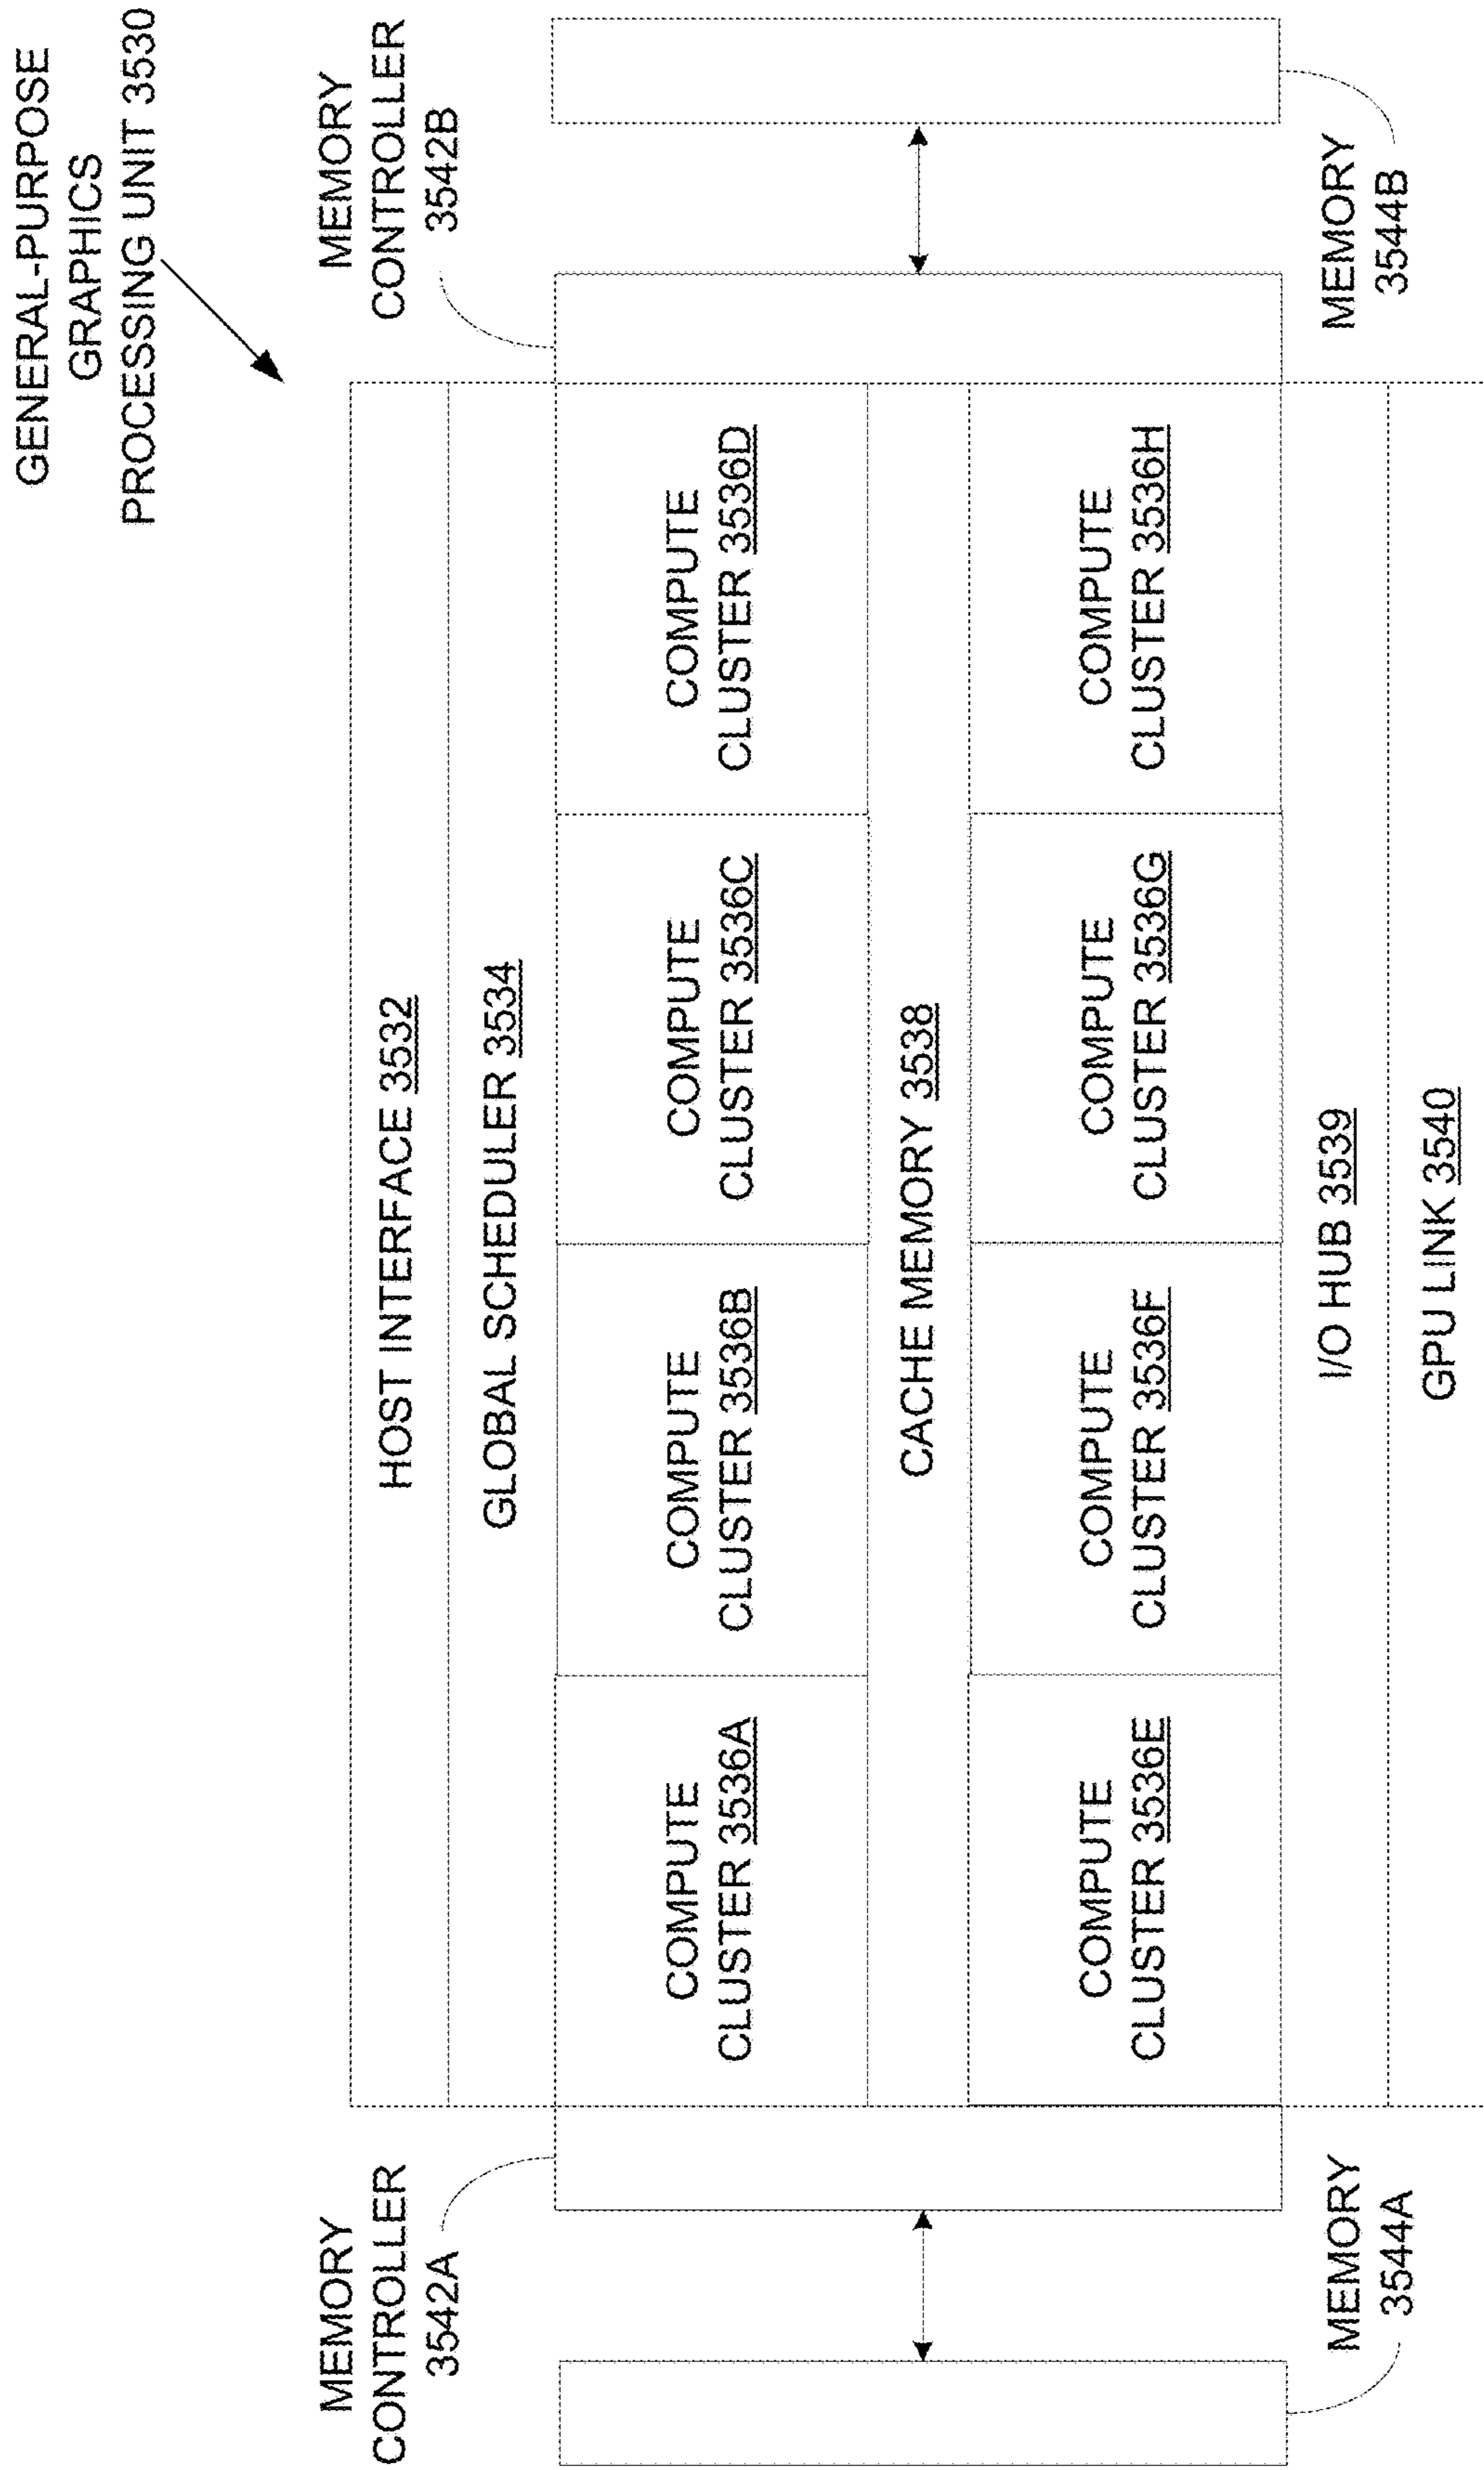 GENERAL-PURPOSE
GRAPHICS
PROCESSING UNIT 3530
MEMORY
CONTROLLER
3542A
MEMORY
CONTROLLER
3542B
HOST INTERFACE 3532
GLOBAL SCHEDULER 3534
COMPUTE
CLUSTER 3536A
COMPUTE
CLUSTER 3536B
COMPUTE
CLUSTER 3536C
COMPUTE
CLUSTER 3536D
CACHE MEMORY 3538
COMPUTE
CLUSTER 3536E
COMPUTE
CLUSTER 3536F
COMPUTE
CLUSTER 3536G
COMPUTE
CLUSTER 3536H
I/O HUB 3539
GPU LINK 3540
MEMORY
3544A
MEMORY
3544B